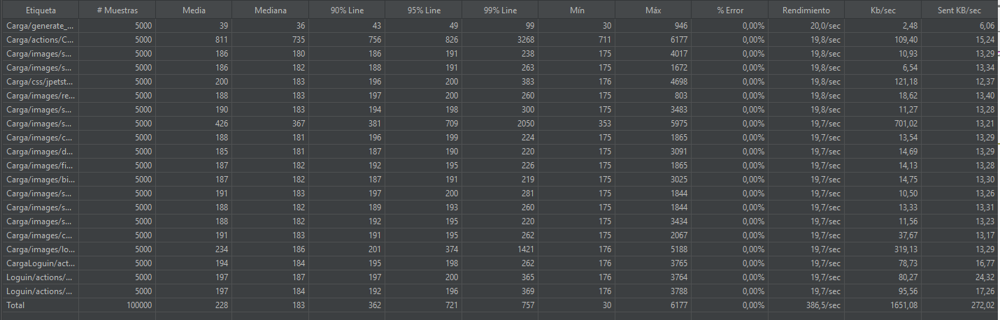 Etiqueta # Muestras Media Mediana 90% Line 95% Line 99% Line Mín Máx % Error Rendimiento Kb/sec Sent KB/sec
Carga/generate_... 5000 39 36 43 49 99 30 946 0,00% 20,0/sec 2,48 6,06
Carga/actions/C... 5000 811 735 756 826 3268 711 6177 0,00% 19,8/sec 109,40 15,24
Carga/images/s... 5000 186 180 186 191 238 175 4017 0,00% 19,8/sec 10,93 13,29
Carga/images/s... 5000 186 182 188 191 263 175 1672 0,00% 19,8/sec 6,54 13,34
Carga/css/jpetst... 5000 200 183 196 200 383 176 4698 0,00% 19,8/sec 121,18 12,37
Carga/images/re... 5000 188 183 197 200 260 175 803 0,00% 19,8/sec 18,62 13,40
Carga/images/s... 5000 190 183 194 198 300 175 3483 0,00% 19,8/sec 11,27 13,28
Carga/images/s... 5000 426 367 381 709 2050 353 5975 0,00% 19,7/sec 701,02 13,21
Carga/images/c... 5000 188 181 196 199 224 175 1865 0,00% 19,7/sec 13,54 13,29
Carga/images/d... 5000 185 181 187 190 220 175 3091 0,00% 19,7/sec 14,69 13,29
Carga/images/fi... 5000 187 182 192 195 226 175 1865 0,00% 19,7/sec 14,13 13,28
Carga/images/bi... 5000 187 182 187 191 219 175 3025 0,00% 19,7/sec 14,75 13,30
Carga/images/s... 5000 191 183 197 200 281 175 1844 0,00% 19,7/sec 10,50 13,26
Carga/images/s... 5000 188 182 189 193 260 175 1844 0,00% 19,7/sec 13,33 13,31
Carga/images/s... 5000 188 182 192 195 220 175 3434 0,00% 19,7/sec 11,56 13,23
Carga/images/c... 5000 191 183 191 195 262 175 2067 0,00% 19,7/sec 37,67 13,17
Carga/images/lo... 5000 234 186 201 374 1421 176 5188 0,00% 19,7/sec 319,13 13,29
CargaLoguin/act... 5000 194 184 195 198 262 176 3765 0,00% 19,7/sec 78,73 16,77
Loguin/actions/... 5000 197 187 197 200 365 175 3764 0,00% 19,7/sec 80,27 24,32
Loguin/actions/... 5000 197 184 192 196 369 176 3788 0,00% 19,7/sec 95,56 17,26
Total 100000 228 183 362 721 757 30 6177 0,00% 386,5/sec 1651,08 272,02